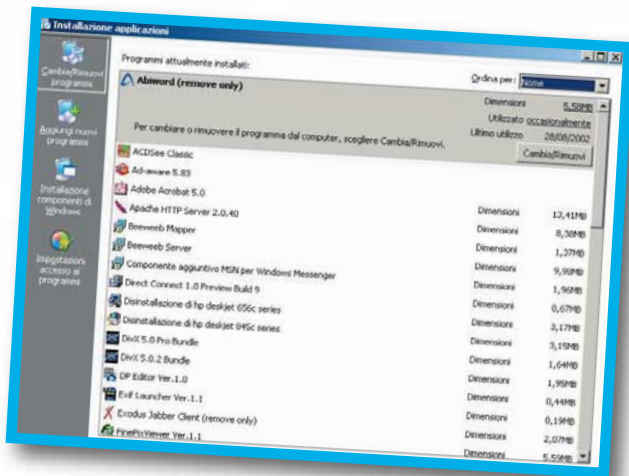 Installazione applicazioni
Cambia/Rimuovi programmi
Aggiungi nuovi programmi
Installazione componenti di Windows
Impostazioni accesso ai programmi
Programmi attualmente installati:
Ordina per: Nome
Abiword (remove only)
Dimensioni 5,58MB
Utilizzato occasionalmente
Ultimo utilizzo 28/08/2002
Per cambiare o rimuovere il programma dal computer, scegliere Cambia/Rimuovi.
Cambia/Rimuovi
ACDSee Classic
Ad-aware 5.83
Adobe Acrobat 5.0 Dimensioni 13,41MB
Apache HTTP Server 2.0.40 Dimensioni 8,38MB
Beeweeb Mapper Dimensioni 1,37MB
Beeweeb Server Dimensioni 9,98MB
Componente aggiuntivo MSN per Windows Messenger Dimensioni 1,96MB
Direct Connect 1.0 Preview Build 9 Dimensioni 0,67MB
Disinstallazione di hp deskjet 656c series Dimensioni 3,17MB
Disinstallazione di hp deskjet 845c series Dimensioni 3,15MB
DivX 5.0 Pro Bundle Dimensioni 1,64MB
DivX 5.0.2 Bundle Dimensioni 1,95MB
DP Editor Ver.1.0 Dimensioni 0,44MB
Exif Launcher Ver.1.1 Dimensioni 0,19MB
Exodus Jabber Client (remove only) Dimensioni 2,07MB
FinePixViewer Ver.1.1 Dimensioni 5,59MB